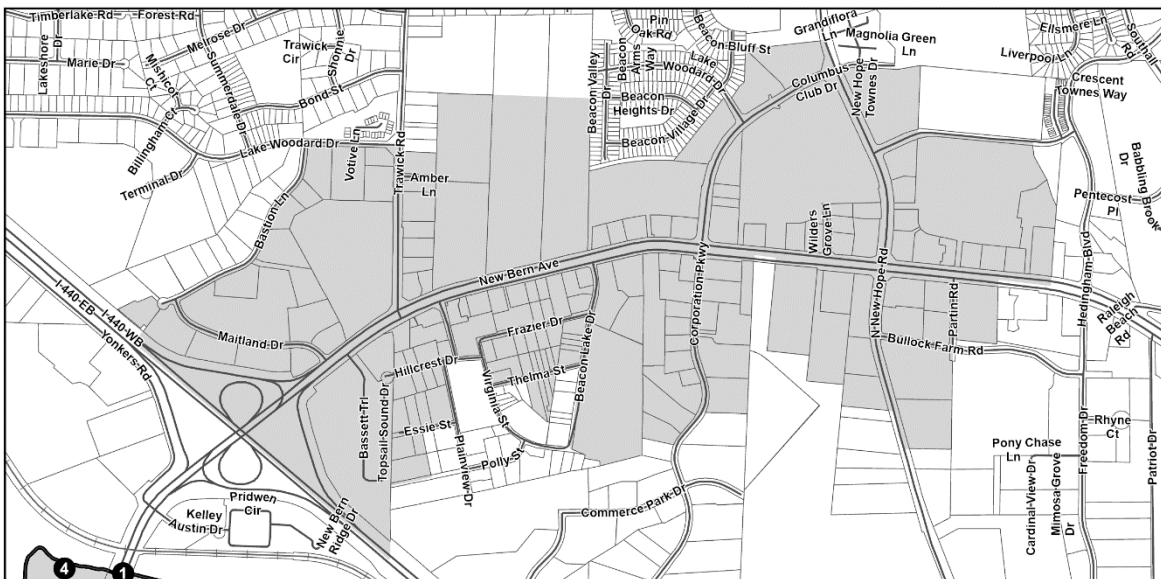 Timberlake Rd
Forest Rd
Lakeshore
Dr
Marie Dr
Mishicot
Ct
Melrose Dr
Summerdale Dr
Trawick
Cir
Shonnie
Dr
Bond St
Billingham Ct
Lake Woodard Dr
Terminal Dr
Votive Ln
Trawick Rd
Amber
Ln
Bastion Ln
Maitland Dr
I-440 EB
I-440 WB
Yonkers Rd
New Bern Ave
Pin
Oak Rd
Beacon Bluff St
Beacon Valley
Dr
Beacon
Arms
Way
Lake
Woodard Dr
Beacon
Heights Dr
Beacon Village Dr
Grandiflora
Ln
Magnolia Green
Ln
Columbus
Club Dr
New Hope
Townes Dr
Ellsmere Ln
Southall
Rd
Liverpool Ln
Crescent
Townes Way
Babbling Brook
Dr
Pentecost
Pl
Wilders
Grove Ln
Corporation Pkwy
N New Hope Rd
Partin Rd
Bullock Farm Rd
Hedingham Blvd
Raleigh
Beach
Rd
Frazier Dr
Hillcrest Dr
Thelma St
Virginia St
Beacon Lake Dr
Bassett Trl
Topsail Sound Dr
Essie St
Plainview Dr
Polly St
Commerce Park Dr
Pony Chase
Ln
Cardinal View Dr
Mimosa Grove
Dr
Freedom Dr
Rhyne
Ct
Patriot Dr
Pridwen
Cir
Kelley
Austin Dr
New Bern
Ridge Dr
4
1